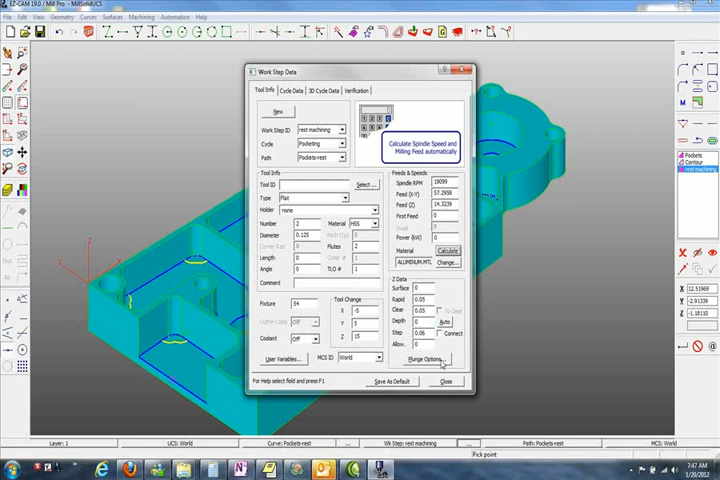 EZ-CAM 19.0 / Mill Pro - MillSolidUCS
Edit View Geometry Curves Surfaces Machining Automation Help
Work Step Data
Tool Info Cycle Data 3D Cycle Data Verification
New
Work Step ID rest machining
Cycle Pocketing
Path Pockets-rest
Calculate Spindle Speed and
Milling Feed automatically
Tool Info
Tool ID Select ...
Type Flat
Holder none
Number 2 Material HSS
Diameter 0.125 Pitch (Tp) 0
Corner Rad 0 Flutes 2
Length 0 Comp # 1
Angle 0 TLO # 1
Comment
Fixture 54
Cutter Comp. Off
Coolant Off
Tool Change
X -5
Y 5
Z 15
User Variables... MCS ID World
Feeds & Speeds
Spindle RPM 19099
Feed (X-Y) 57.2958
Feed (Z) 14.3239
First Feed 0
Dwell 0
Power (kW) 0
Material Calculate
ALUMINUM.MTL Change...
Z Data
Surface 0
Rapid 0.05
Clear 0.05 To Clear
Depth 0 Auto
Step 0.06 Connect
Allow. 0
Plunge Options...
For Help select field and press F1 Save As Default Close
Pockets
Contour
rest machining
X 12.51969
Y -2.91339
Z -1.18110
Layer: 1 UCS: World Curve: Pockets-rest ... Wk Step: rest machining ... Path: Pockets-rest MCS: World
Pick point
7:47 AM
1/20/2012